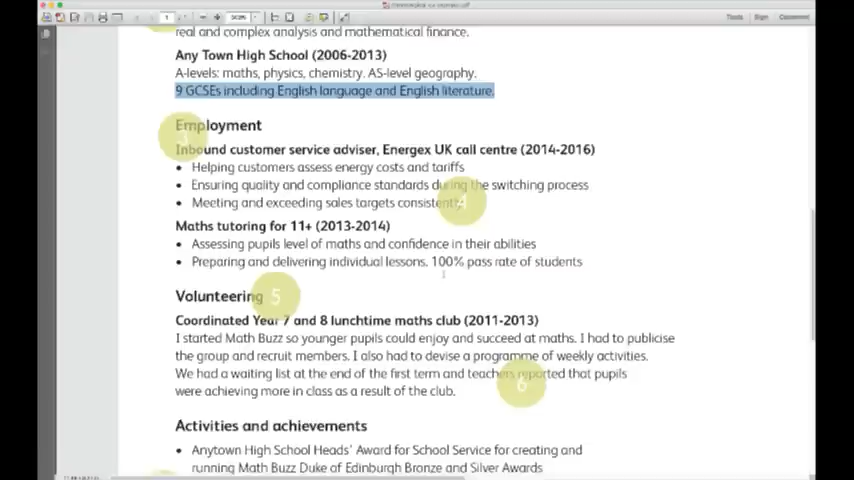 Tools Sign Comment
real and complex analysis and mathematical finance.
Any Town High School (2006-2013)
A-levels: maths, physics, chemistry. AS-level geography.
9 GCSEs including English language and English literature.
Employment
3
Inbound customer service adviser, Energex UK call centre (2014-2016)
• Helping customers assess energy costs and tariffs
• Ensuring quality and compliance standards during the switching process
• Meeting and exceeding sales targets consistently
4
Maths tutoring for 11+ (2013-2014)
• Assessing pupils level of maths and confidence in their abilities
• Preparing and delivering individual lessons. 100% pass rate of students
Volunteering 5
Coordinated Year 7 and 8 lunchtime maths club (2011-2013)
I started Math Buzz so younger pupils could enjoy and succeed at maths. I had to publicise
the group and recruit members. I also had to devise a programme of weekly activities.
We had a waiting list at the end of the first term and teachers reported that pupils
6
were achieving more in class as a result of the club.
Activities and achievements
• Anytown High School Heads' Award for School Service for creating and
running Math Buzz Duke of Edinburgh Bronze and Silver Awards